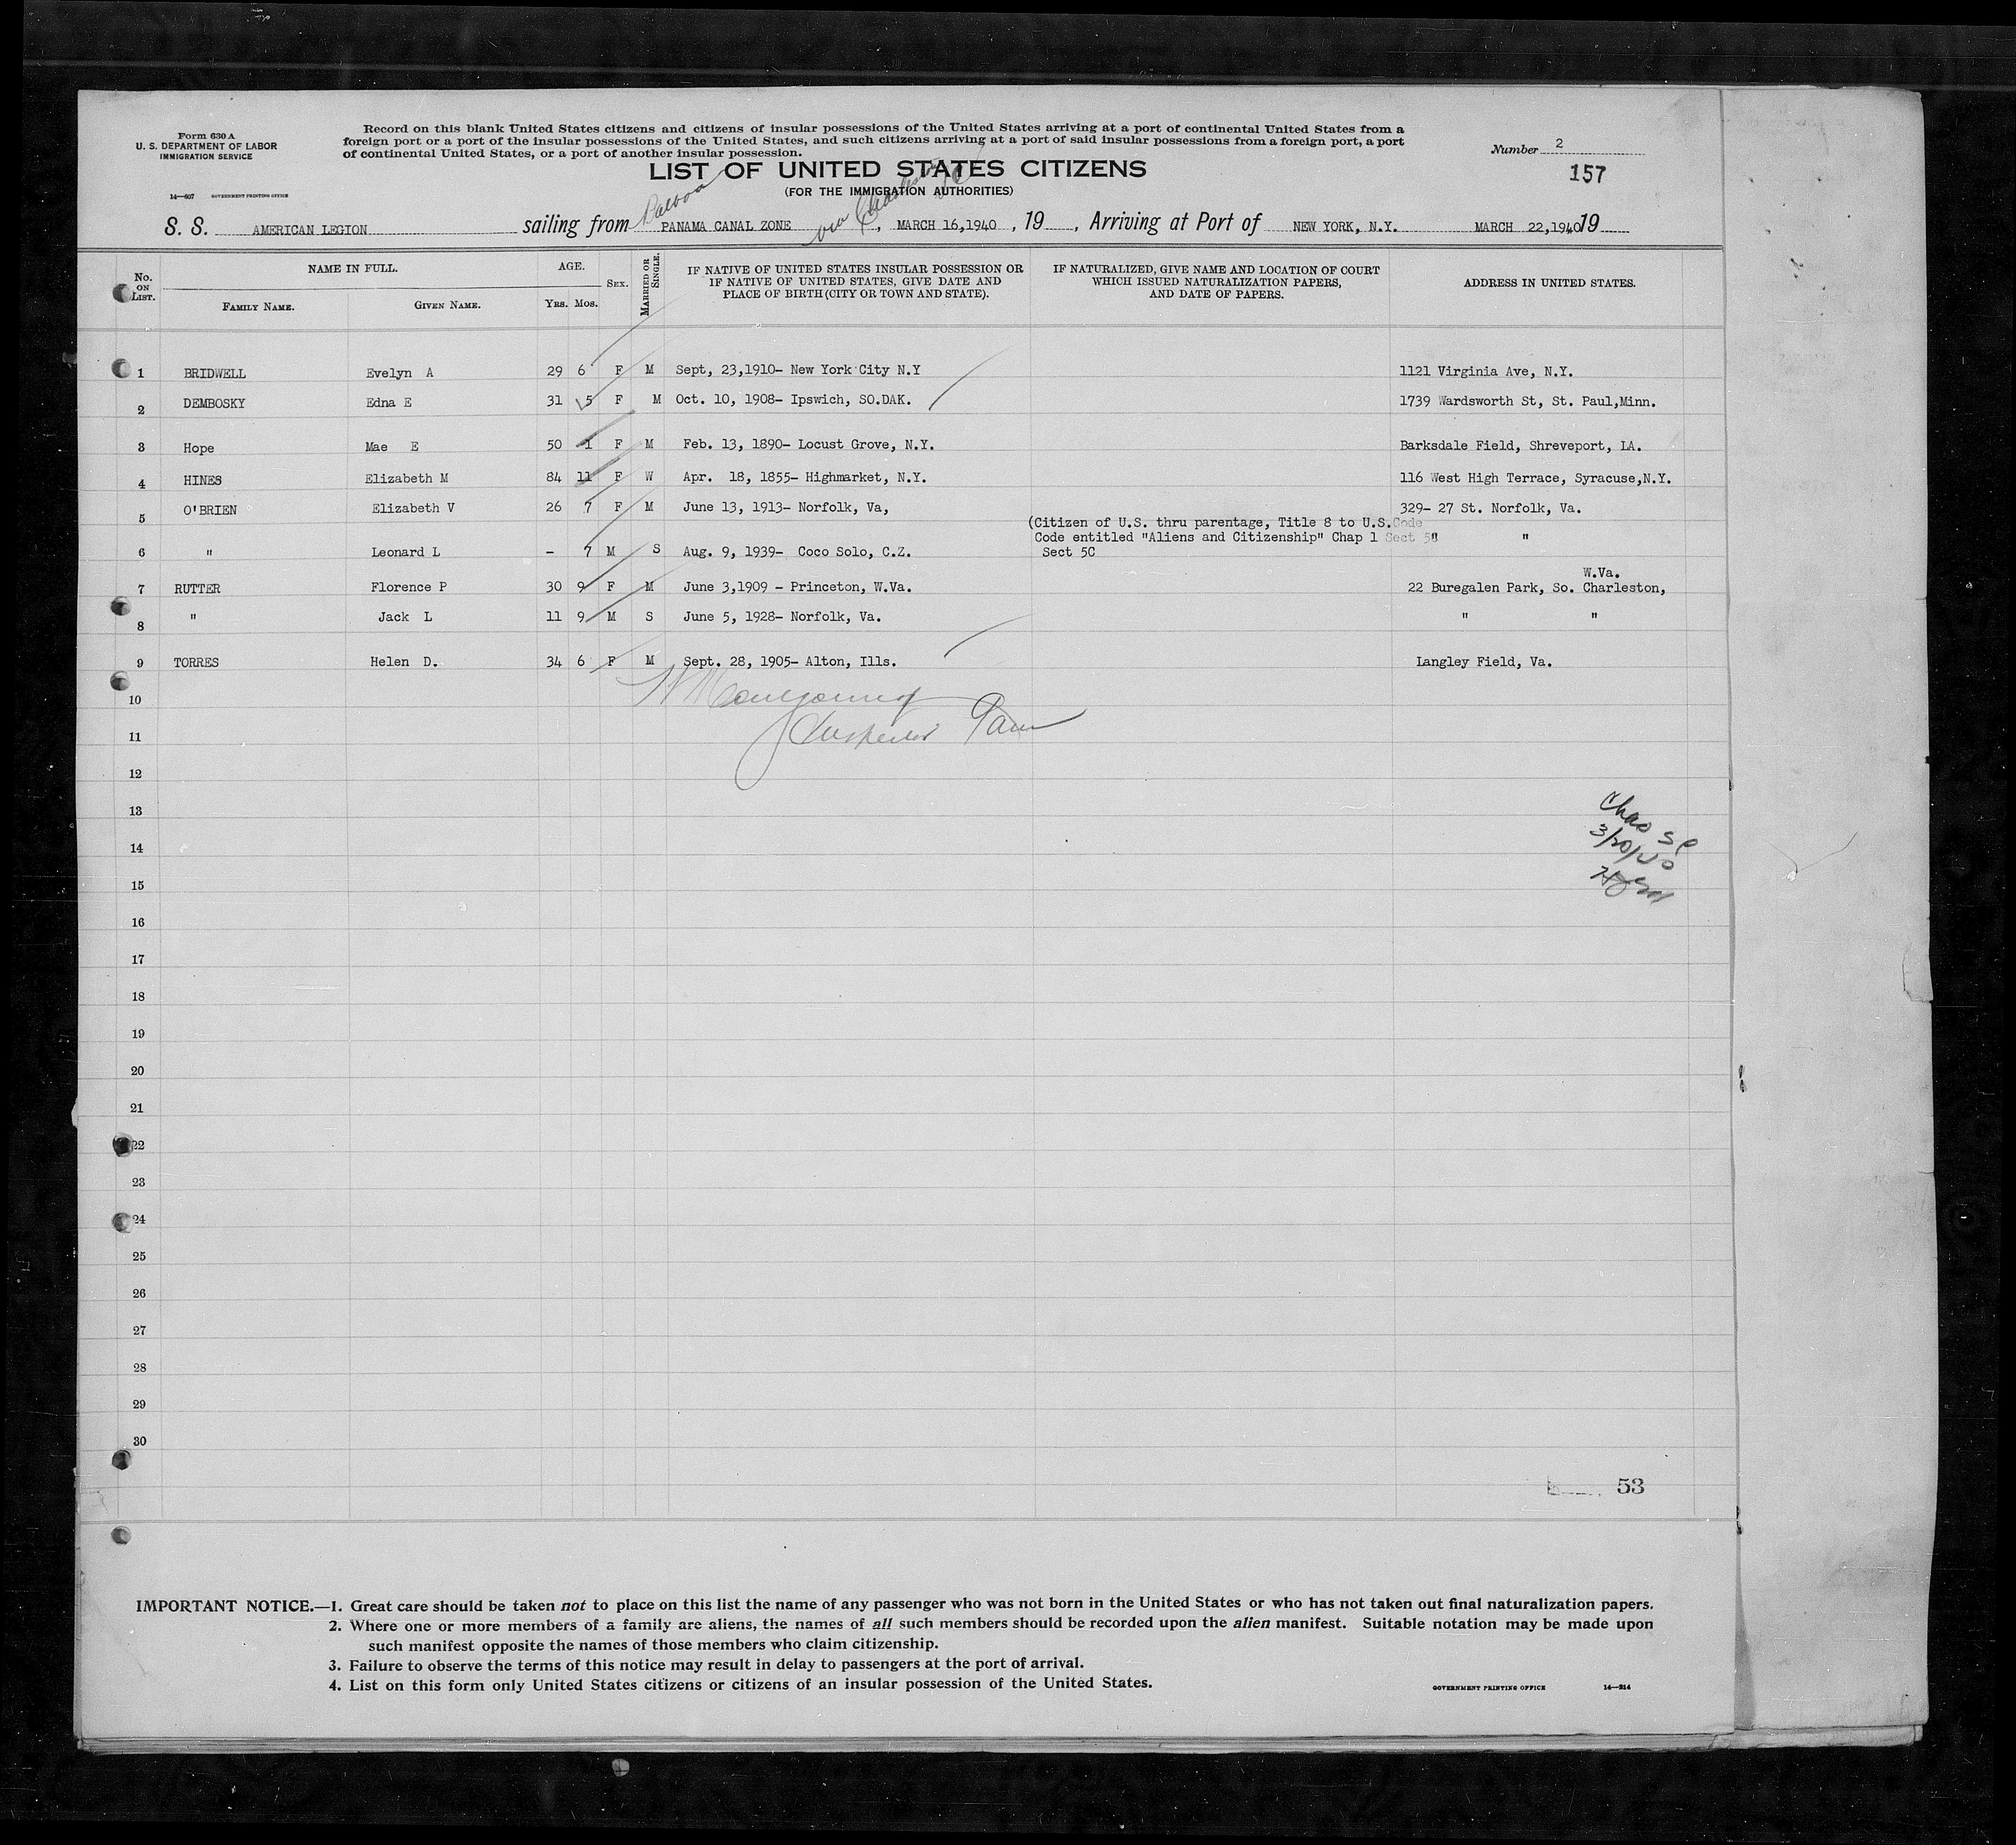 Form 630 A
U. S. DEPARTMENT OF LABOR
IMMIGRATION SERVICE
14—607 GOVERNMENT PRINTING OFFICE
Record on this blank United States citizens and citizens of insular possessions of the United States arriving at a port of continental United States from a
foreign port or a port of the insular possessions of the United States, and such citizens arriving at a port of said insular possessions from a foreign port, a port
of continental United States, or a port of another insular possession.
Number 2
157
LIST OF UNITED STATES CITIZENS
(FOR THE IMMIGRATION AUTHORITIES)
Balboa via
S. S. AMERICAN LEGION sailing from PANAMA CANAL ZONE, MARCH 16,1940, 19, Arriving at Port of NEW YORK, N.Y. MARCH 22,1940 19
No. ON LIST. NAME IN FULL. FAMILY NAME. GIVEN NAME. AGE. YRS. MOS. SEX. MARRIED OR SINGLE. IF NATIVE OF UNITED STATES INSULAR POSSESSION OR IF NATIVE OF UNITED STATES, GIVE DATE AND PLACE OF BIRTH (CITY OR TOWN AND STATE). IF NATURALIZED, GIVE NAME AND LOCATION OF COURT WHICH ISSUED NATURALIZATION PAPERS, AND DATE OF PAPERS. ADDRESS IN UNITED STATES.
1 BRIDWELL Evelyn A 29 6 F M Sept, 23,1910- New York City N.Y 1121 Virginia Ave, N.Y.
2 DEMBOSKY Edna E 31 5 F M Oct. 10, 1908- Ipswich, SO.DAK. 1739 Wardsworth St, St. Paul,Minn.
3 Hope Mae E 50 1 F M Feb. 13, 1890- Locust Grove, N.Y. Barksdale Field, Shreveport, LA.
4 HINES Elizabeth M 84 11 F W Apr. 18, 1855- Highmarket, N.Y. 116 West High Terrace, Syracuse,N.Y.
5 O'BRIEN Elizabeth V 26 7 F M June 13, 1913- Norfolk, Va, 329- 27 St. Norfolk, Va.
(Citizen of U.S. thru parentage, Title 8 to U.S.Code
Code entitled "Aliens and Citizenship" Chap 1 Sect 5 " "
6 " Leonard L - 7 M S Aug. 9, 1939- Coco Solo, C.Z. Sect 5C
W.Va.
7 RUTTER Florence P 30 9 F M June 3,1909 - Princeton, W.Va. 22 Buregalen Park, So. Charleston,
8 " Jack L 11 9 M S June 5, 1928- Norfolk, Va. " "
9 TORRES Helen D. 34 6 F M Sept. 28, 1905- Alton, Ills. Langley Field, Va.
10 Montgomery
11 Inspector
12
13
14
15
16
17
18
19
20
21
22
23
24
25
26
27
28
29
30
53
IMPORTANT NOTICE.—1. Great care should be taken not to place on this list the name of any passenger who was not born in the United States or who has not taken out final naturalization papers.
2. Where one or more members of a family are aliens, the names of all such members should be recorded upon the alien manifest. Suitable notation may be made upon
such manifest opposite the names of those members who claim citizenship.
3. Failure to observe the terms of this notice may result in delay to passengers at the port of arrival.
4. List on this form only United States citizens or citizens of an insular possession of the United States.
GOVERNMENT PRINTING OFFICE 14—214